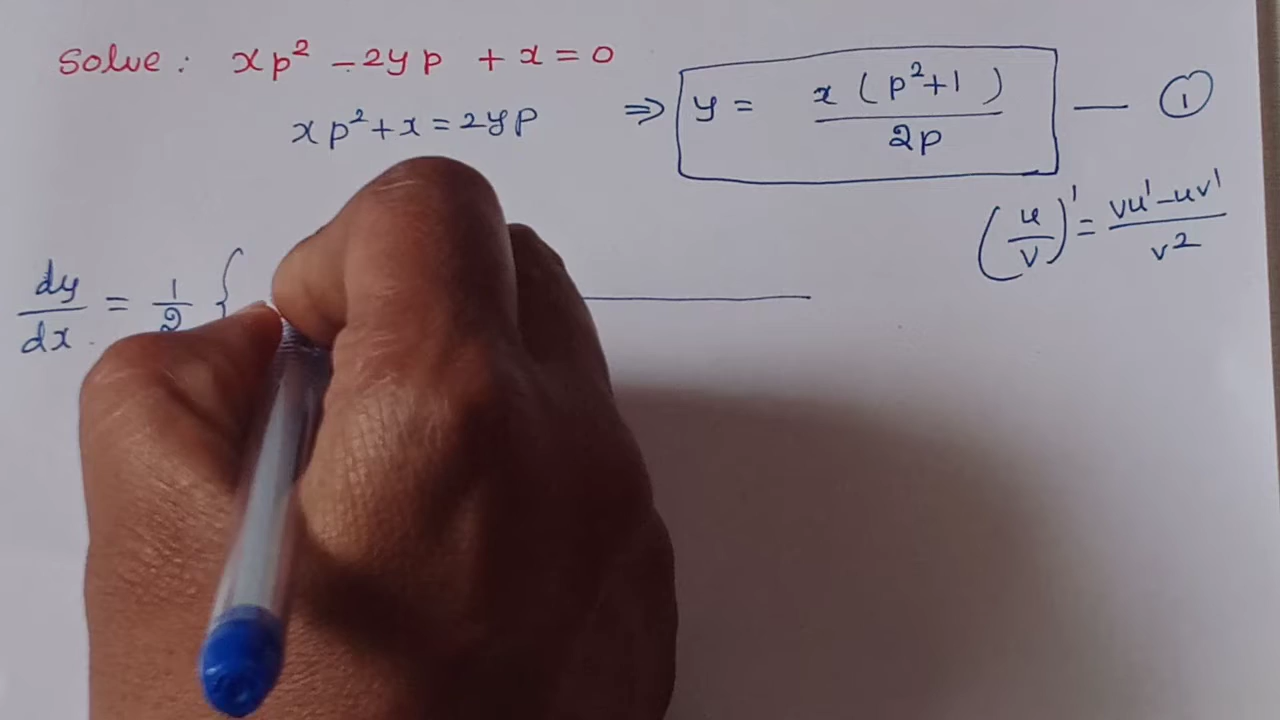 Solve : xp² - 2yp + x = 0
xp² + x = 2yp ⇒ y = x (p²+1) / 2p — ①
(u/v)' = (vu' - uv') / v²
dy/dx = 1/2 {